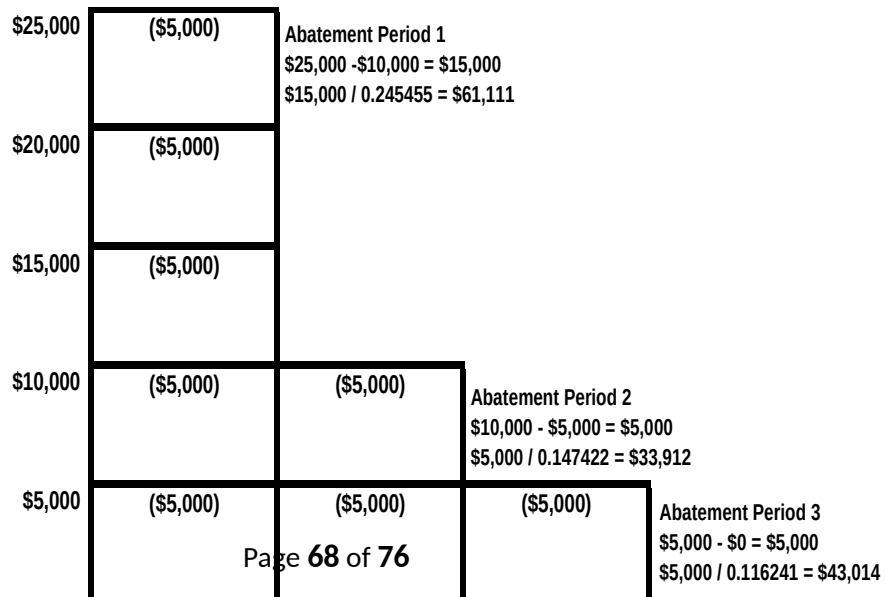 $25,000 ($5,000) Abatement Period 1
$25,000 -$10,000 = $15,000
$15,000 / 0.245455 = $61,111
$20,000 ($5,000)
$15,000 ($5,000)
$10,000 ($5,000) ($5,000) Abatement Period 2
$10,000 - $5,000 = $5,000
$5,000 / 0.147422 = $33,912
$5,000 ($5,000) ($5,000) ($5,000) Abatement Period 3
$5,000 - $0 = $5,000
$5,000 / 0.116241 = $43,014
Page 68 of 76